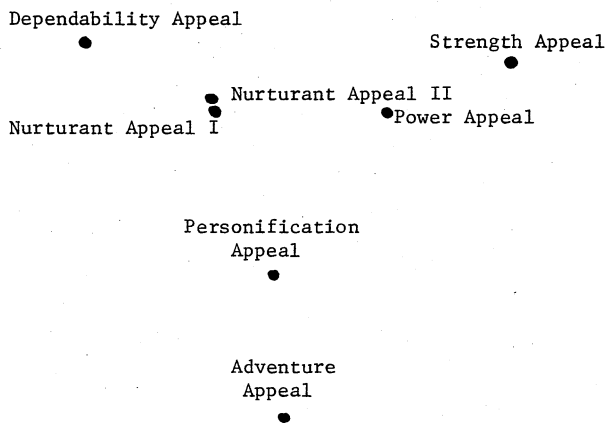 Dependability Appeal
Strength Appeal
Nurturant Appeal II
Power Appeal
Nurturant Appeal I
Personification
Appeal
Adventure
Appeal